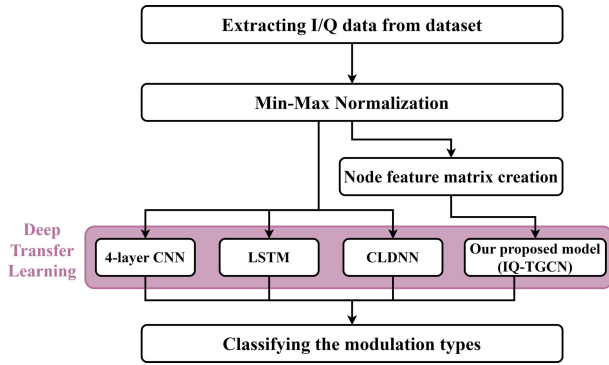 Extracting I/Q data from dataset
Min-Max Normalization
Node feature matrix creation
Deep
Transfer
Learning
4-layer CNN
LSTM
CLDNN
Our proposed model
(IQ-TGCN)
Classifying the modulation types